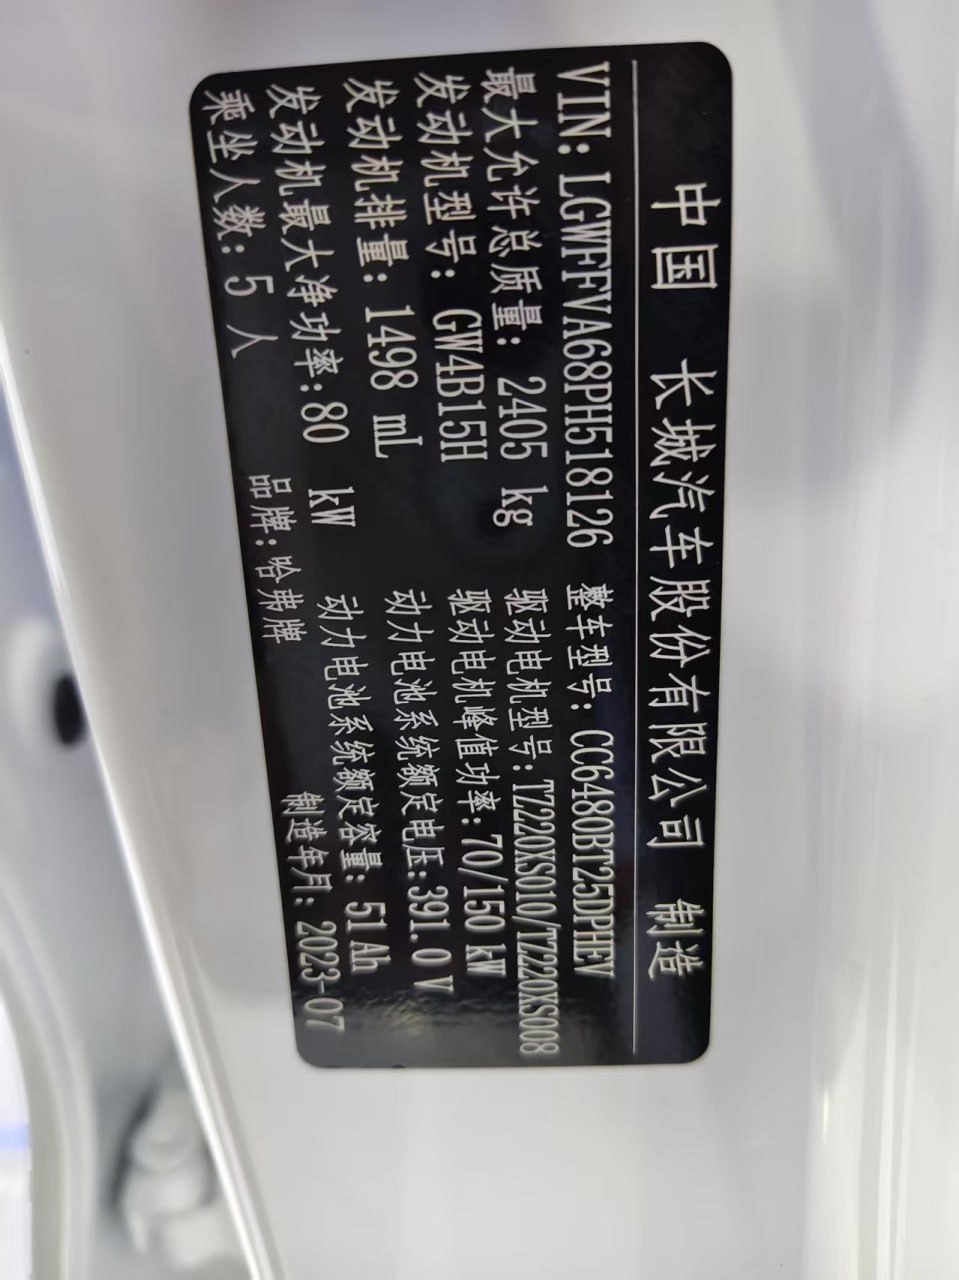 中国 长城汽车股份有限公司 制造
VIN: LGWFFVA68PH518126 整车型号: CC6480BT25DPHEV
最大允许总质量: 2405 kg 驱动电机型号:TZ220XS010/TZ220XS008
发动机型号: GW4B15H 驱动电机峰值功率:70/150 kW
发动机排量: 1498 mL 动力电池系统额定电压:391.0 V
发动机最大净功率:80 kW 动力电池系统额定容量: 51 Ah
乘坐人数: 5 人 品牌:哈弗牌 制造年月: 2023-07